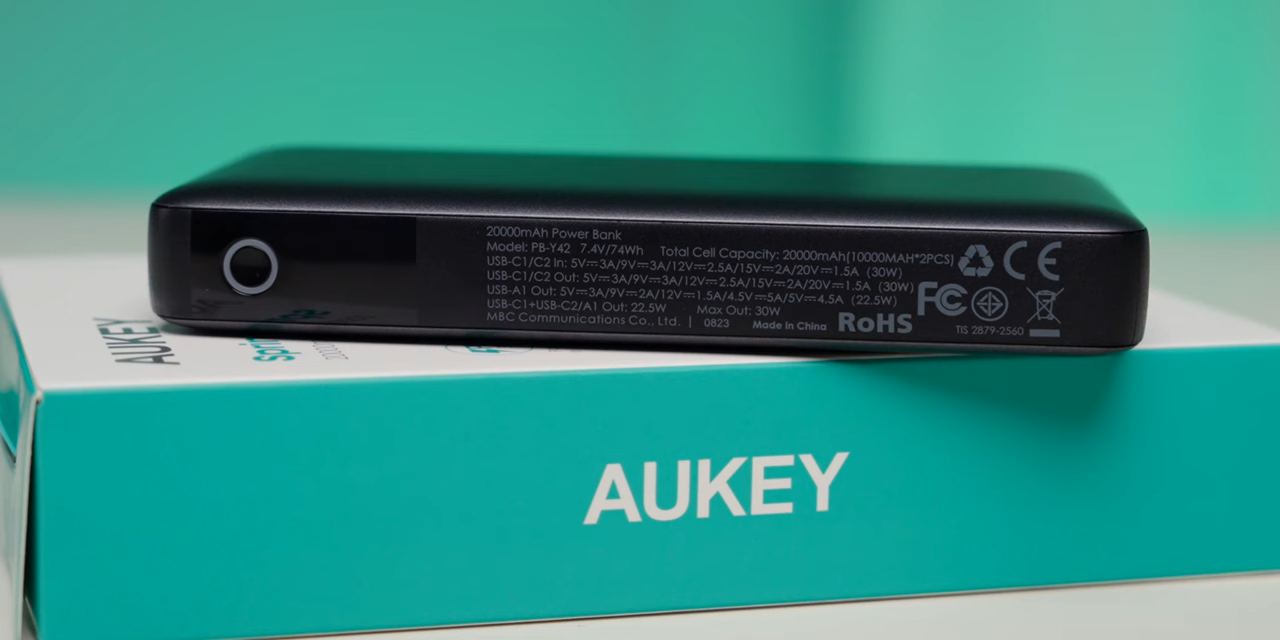 20000mAh Power Bank
Model: PB-Y42 7.4V/74Wh Total Cell Capacity: 20000mAh(10000MAH*2PCS)
USB-C1/C2 In: 5V⎓3A/9V⎓3A/12V⎓2.5A/15V⎓2A/20V⎓1.5A (30W)
USB-C1/C2 Out: 5V⎓3A/9V⎓3A/12V⎓2.5A/15V⎓2A/20V⎓1.5A (30W)
USB-A1 Out: 5V⎓3A/9V⎓2A/12V⎓1.5A/4.5V⎓5A/5V⎓4.5A (22.5W)
USB-C1+USB-C2/A1 Out: 22.5W Max Out: 30W
MBC Communications Co., Ltd. | 0823 Made in China RoHS
CE
FC
TIS 2879-2560
AUKEY
AUKEY